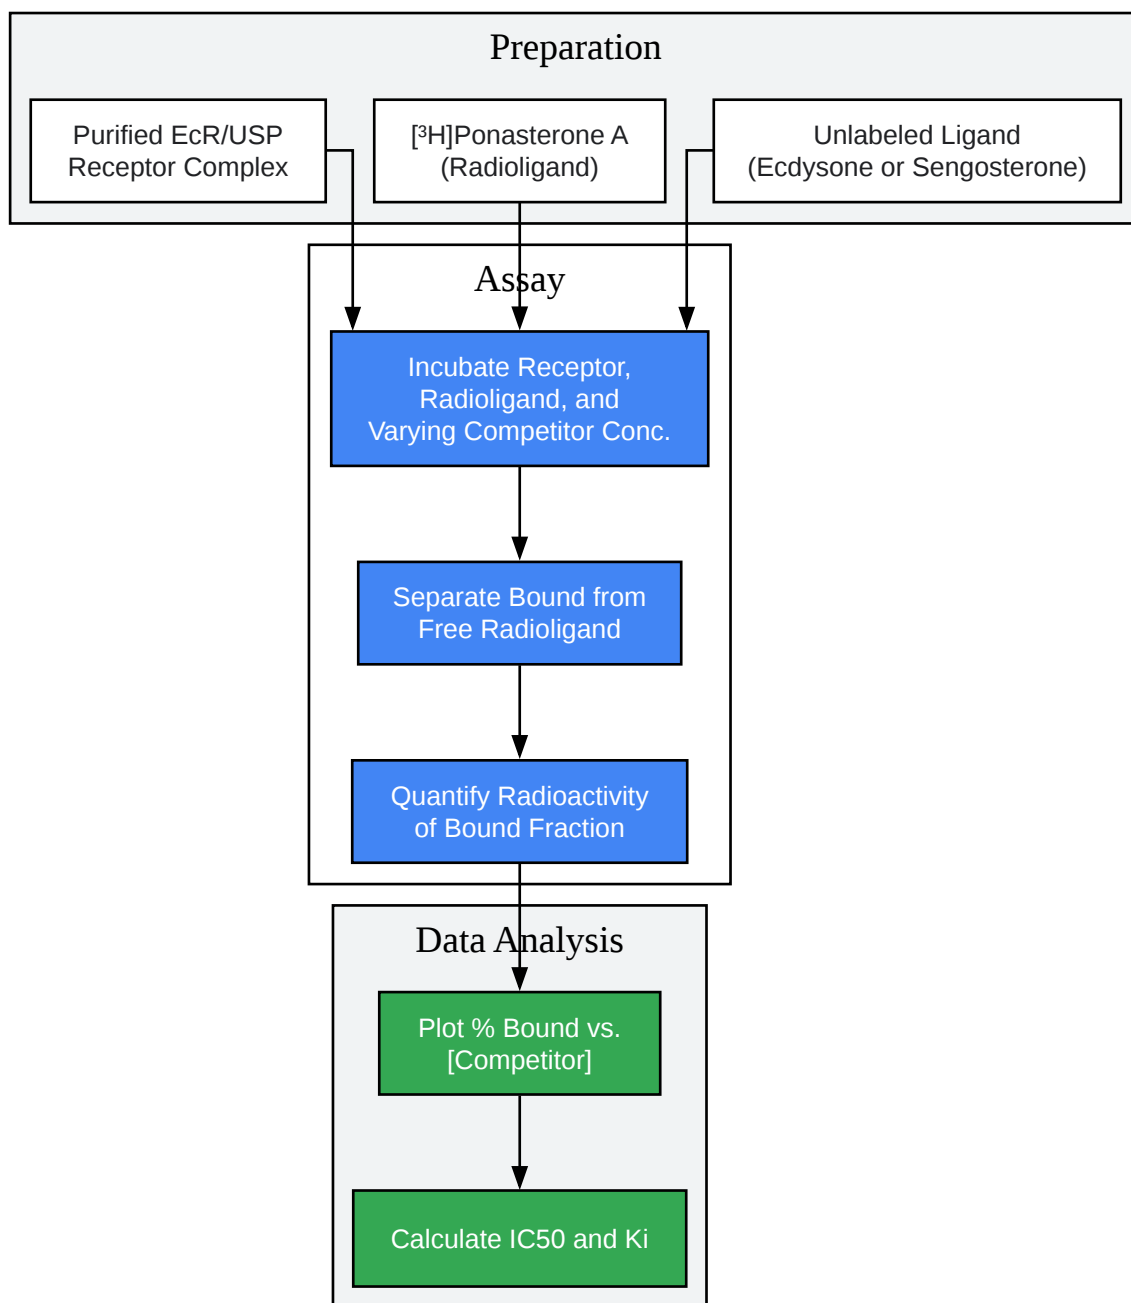 Preparation
Purified EcR/USP
Receptor Complex
[³H]Ponasterone A
(Radioligand)
Unlabeled Ligand
(Ecdysone or Sengosterone)
Assay
Incubate Receptor,
Radioligand, and
Varying Competitor Conc.
Separate Bound from
Free Radioligand
Quantify Radioactivity
of Bound Fraction
Data Analysis
Plot % Bound vs.
[Competitor]
Calculate IC50 and Ki